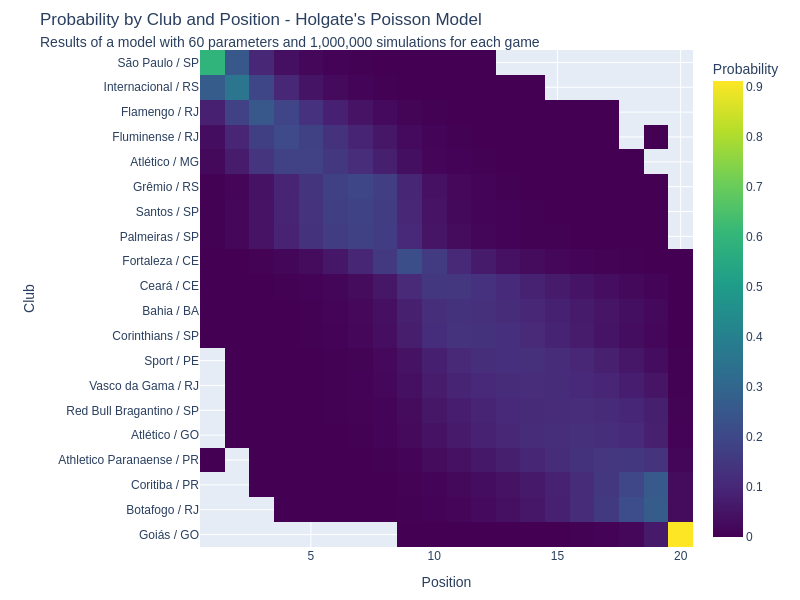 Probability by Club and Position - Holgate's Poisson Model
Results of a model with 60 parameters and 1,000,000 simulations for each game
São Paulo / SP
Internacional / RS
Flamengo / RJ
Fluminense / RJ
Atlético / MG
Grêmio / RS
Santos / SP
Palmeiras / SP
Fortaleza / CE
Ceará / CE
Bahia / BA
Corinthians / SP
Sport / PE
Vasco da Gama / RJ
Red Bull Bragantino / SP
Atlético / GO
Athletico Paranaense / PR
Coritiba / PR
Botafogo / RJ
Goiás / GO
Club
5
10
15
20
Position
Probability
0.9
0.8
0.7
0.6
0.5
0.4
0.3
0.2
0.1
0